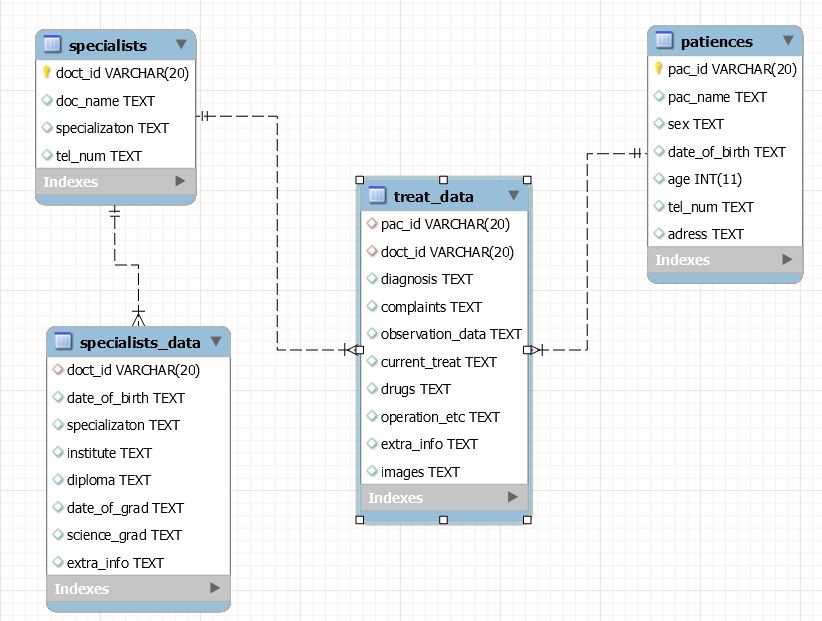 specialists
doct_id VARCHAR(20)
doc_name TEXT
specializaton TEXT
tel_num TEXT
Indexes
patiences
pac_id VARCHAR(20)
pac_name TEXT
sex TEXT
date_of_birth TEXT
age INT(11)
tel_num TEXT
adress TEXT
Indexes
treat_data
pac_id VARCHAR(20)
doct_id VARCHAR(20)
diagnosis TEXT
complaints TEXT
observation_data TEXT
current_treat TEXT
drugs TEXT
operation_etc TEXT
extra_info TEXT
images TEXT
Indexes
specialists_data
doct_id VARCHAR(20)
date_of_birth TEXT
specializaton TEXT
institute TEXT
diploma TEXT
date_of_grad TEXT
science_grad TEXT
extra_info TEXT
Indexes